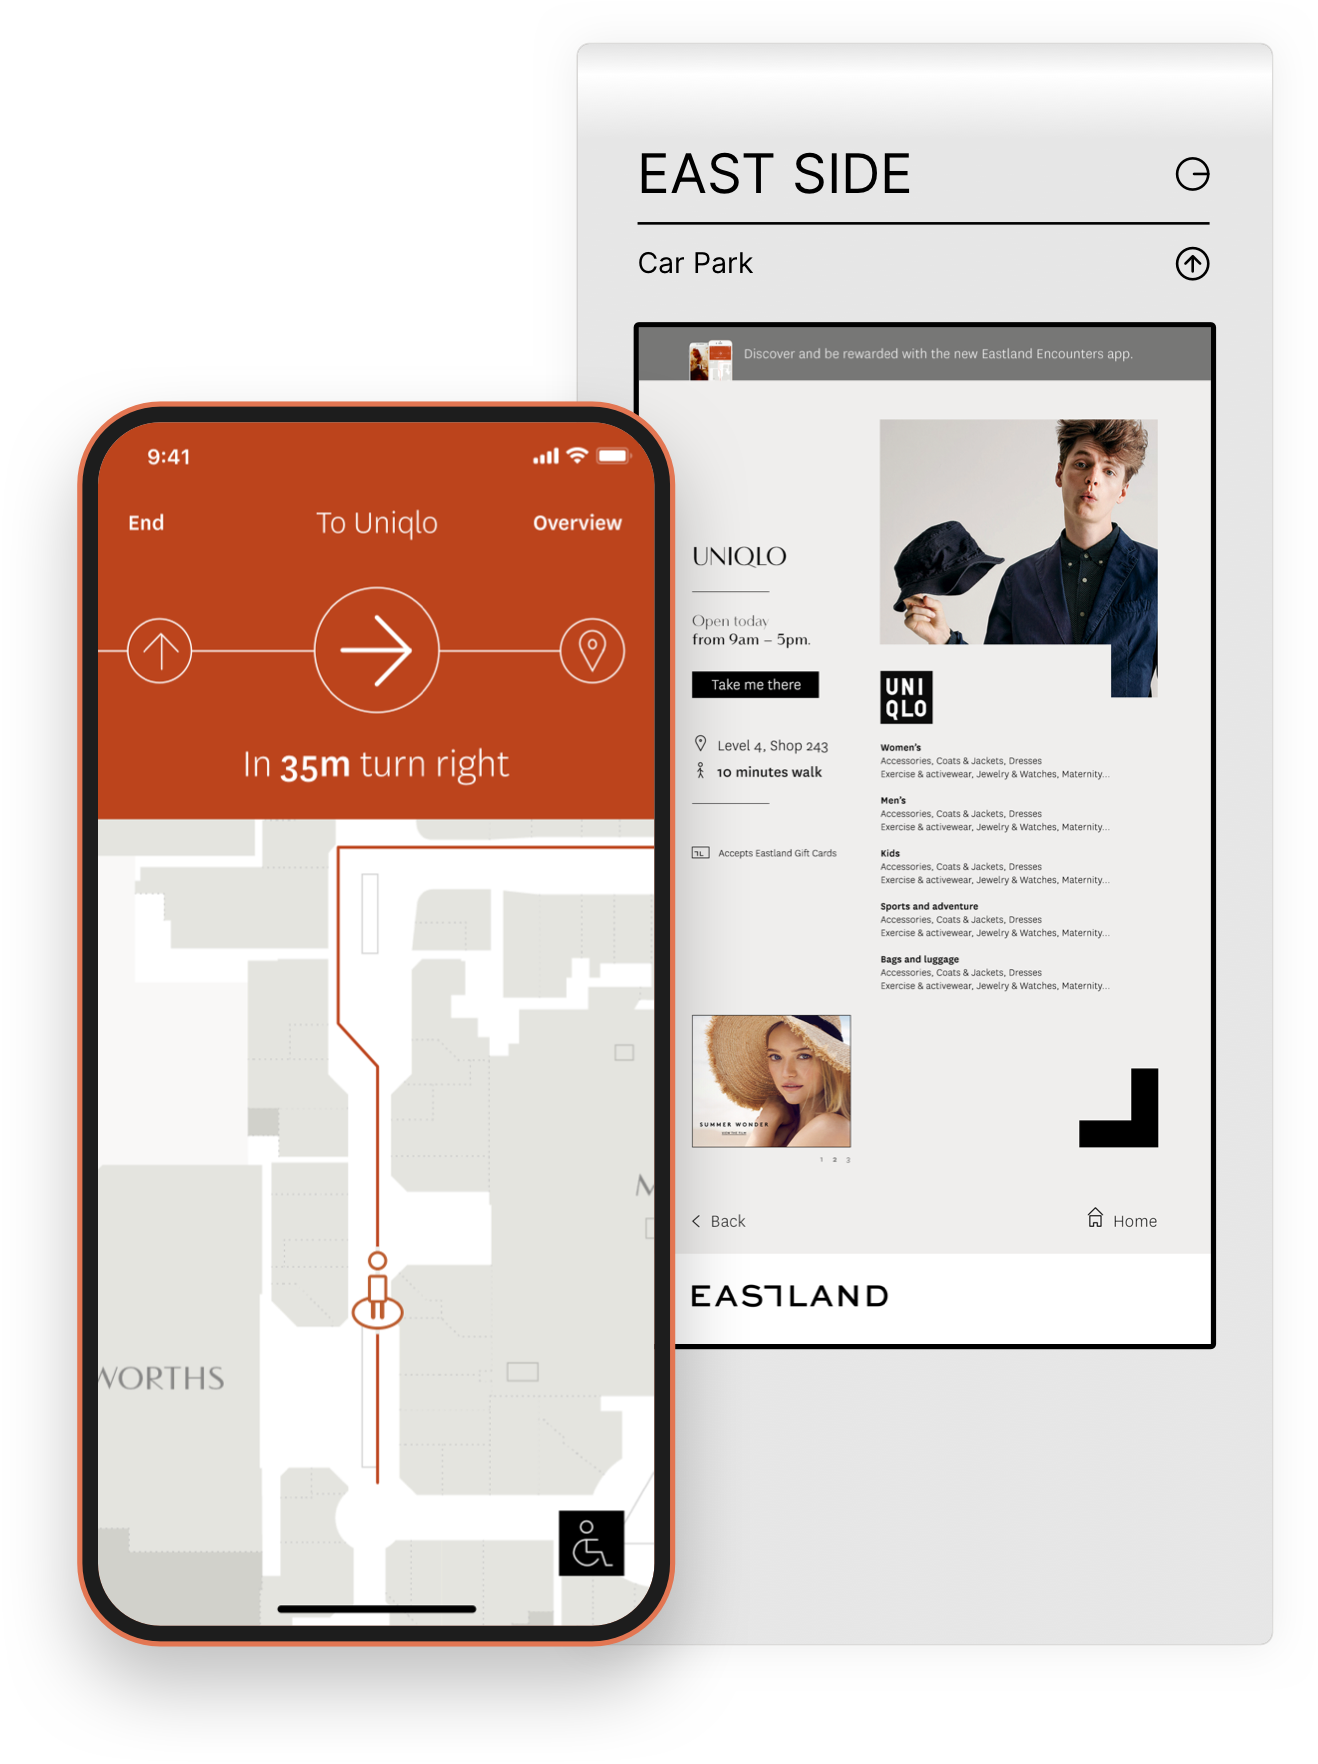 EAST SIDE
Car Park
Discover and be rewarded with the new Eastland Encounters app.
UNIQLO
Open today
from 9am – 5pm.
Take me there
Level 4, Shop 243
10 minutes walk
Accepts Eastland Gift Cards
UNI
QLO
Women's
Accessories, Coats & Jackets, Dresses
Exercise & activewear, Jewelry & Watches, Maternity...
Men's
Accessories, Coats & Jackets, Dresses
Exercise & activewear, Jewelry & Watches, Maternity...
Kids
Accessories, Coats & Jackets, Dresses
Exercise & activewear, Jewelry & Watches, Maternity...
Sports and adventure
Accessories, Coats & Jackets, Dresses
Exercise & activewear, Jewelry & Watches, Maternity...
Bags and luggage
Accessories, Coats & Jackets, Dresses
Exercise & activewear, Jewelry & Watches, Maternity...
SUMMER WONDER
1 2 3
Back
Home
EASTLAND
9:41
End
To Uniqlo
Overview
In 35m turn right
M
WORTHS